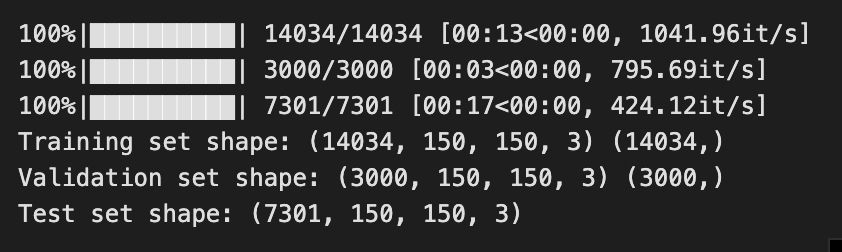 100%|██████████| 14034/14034 [00:13<00:00, 1041.96it/s]
100%|██████████| 3000/3000 [00:03<00:00, 795.69it/s]
100%|██████████| 7301/7301 [00:17<00:00, 424.12it/s]
Training set shape: (14034, 150, 150, 3) (14034,)
Validation set shape: (3000, 150, 150, 3) (3000,)
Test set shape: (7301, 150, 150, 3)